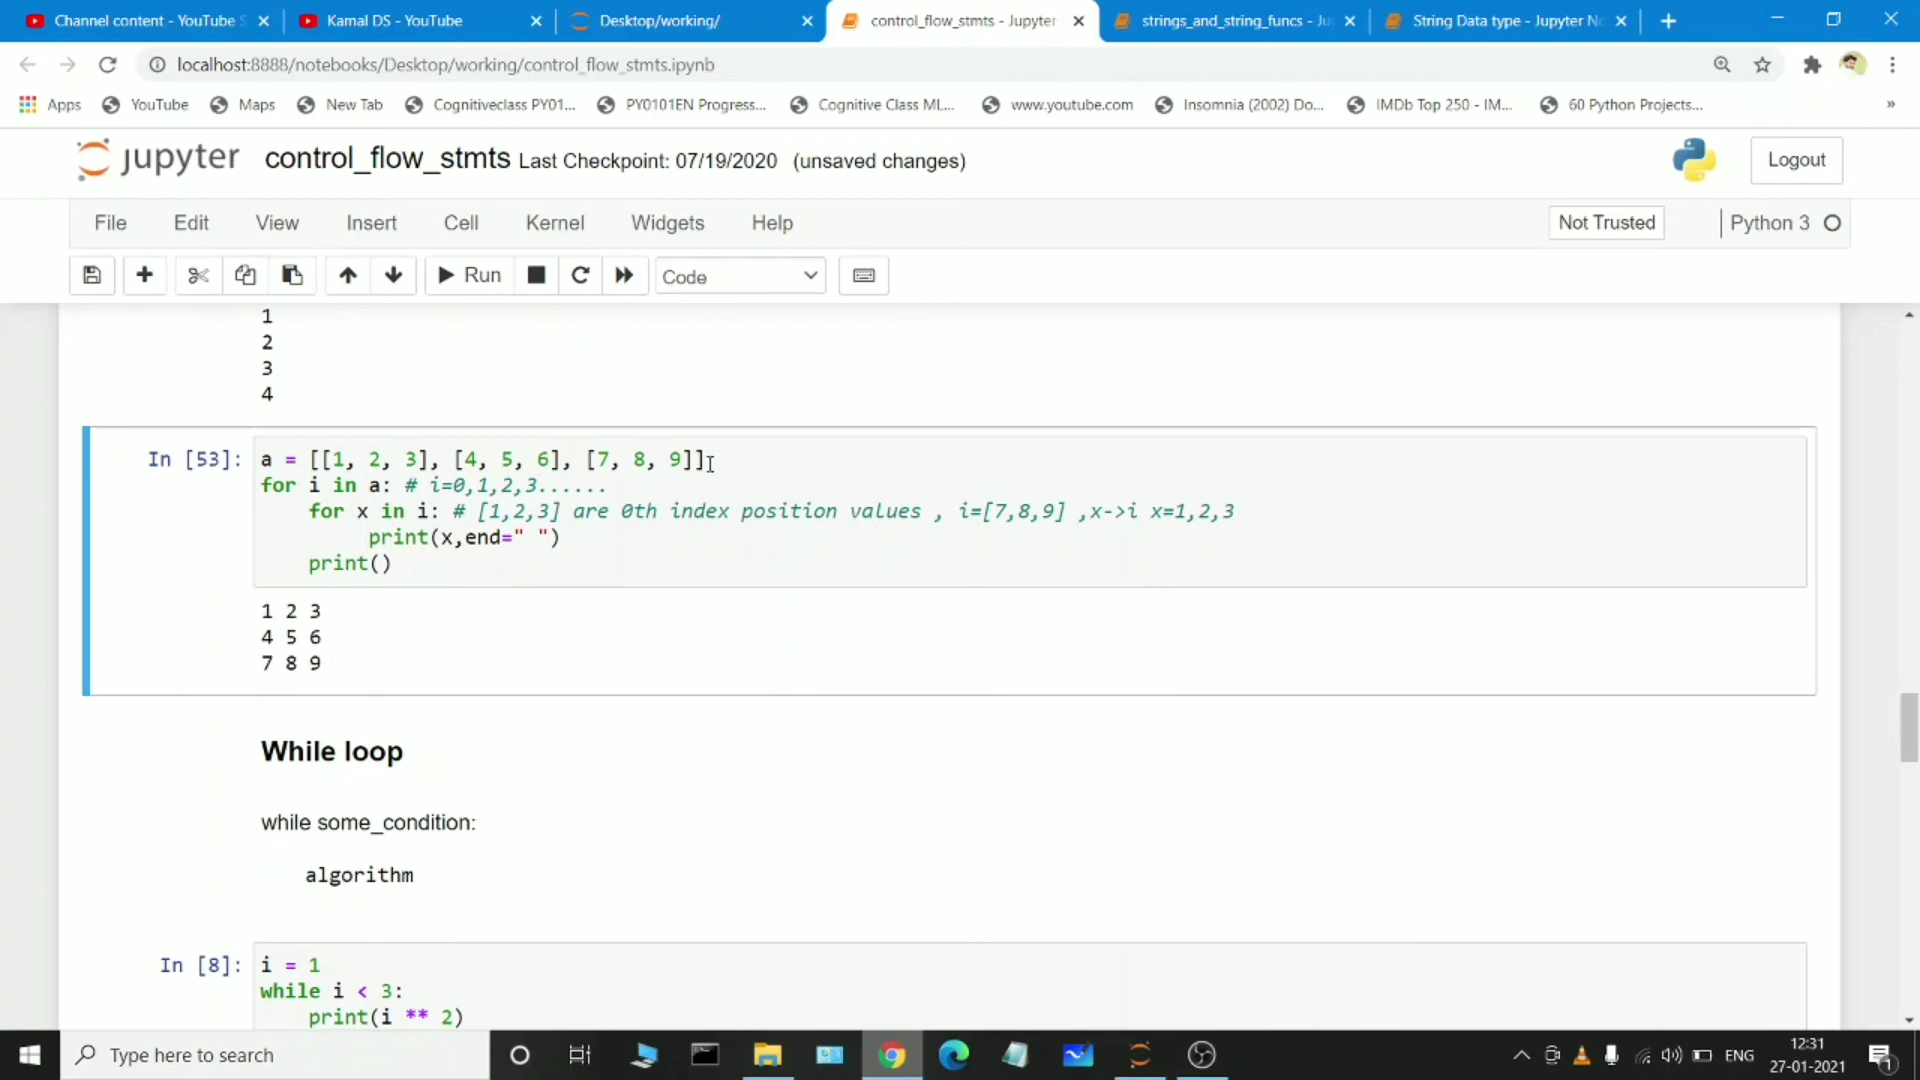 Channel content - YouTube S
Kamal DS - YouTube
Desktop/working/
control_flow_stmts - Jupyter
strings_and_string_funcs - Ju
String Data type - Jupyter No
localhost:8888/notebooks/Desktop/working/control_flow_stmts.ipynb
Apps YouTube Maps New Tab Cognitiveclass PY01... PY0101EN Progress... Cognitive Class ML... www.youtube.com Insomnia (2002) Do... IMDb Top 250 - IM... 60 Python Projects... »
jupyter control_flow_stmts Last Checkpoint: 07/19/2020 (unsaved changes) Logout
File Edit View Insert Cell Kernel Widgets Help Not Trusted Python 3
Run Code
1
2
3
4
In [53]: a = [[1, 2, 3], [4, 5, 6], [7, 8, 9]]
for i in a: # i=0,1,2,3......
for x in i: # [1,2,3] are 0th index position values , i=[7,8,9] ,x->i x=1,2,3
print(x,end=" ")
print()
1 2 3
4 5 6
7 8 9
While loop
while some_condition:
algorithm
In [8]: i = 1
while i < 3:
print(i ** 2)
Type here to search
ENG
12:31
27-01-2021
1